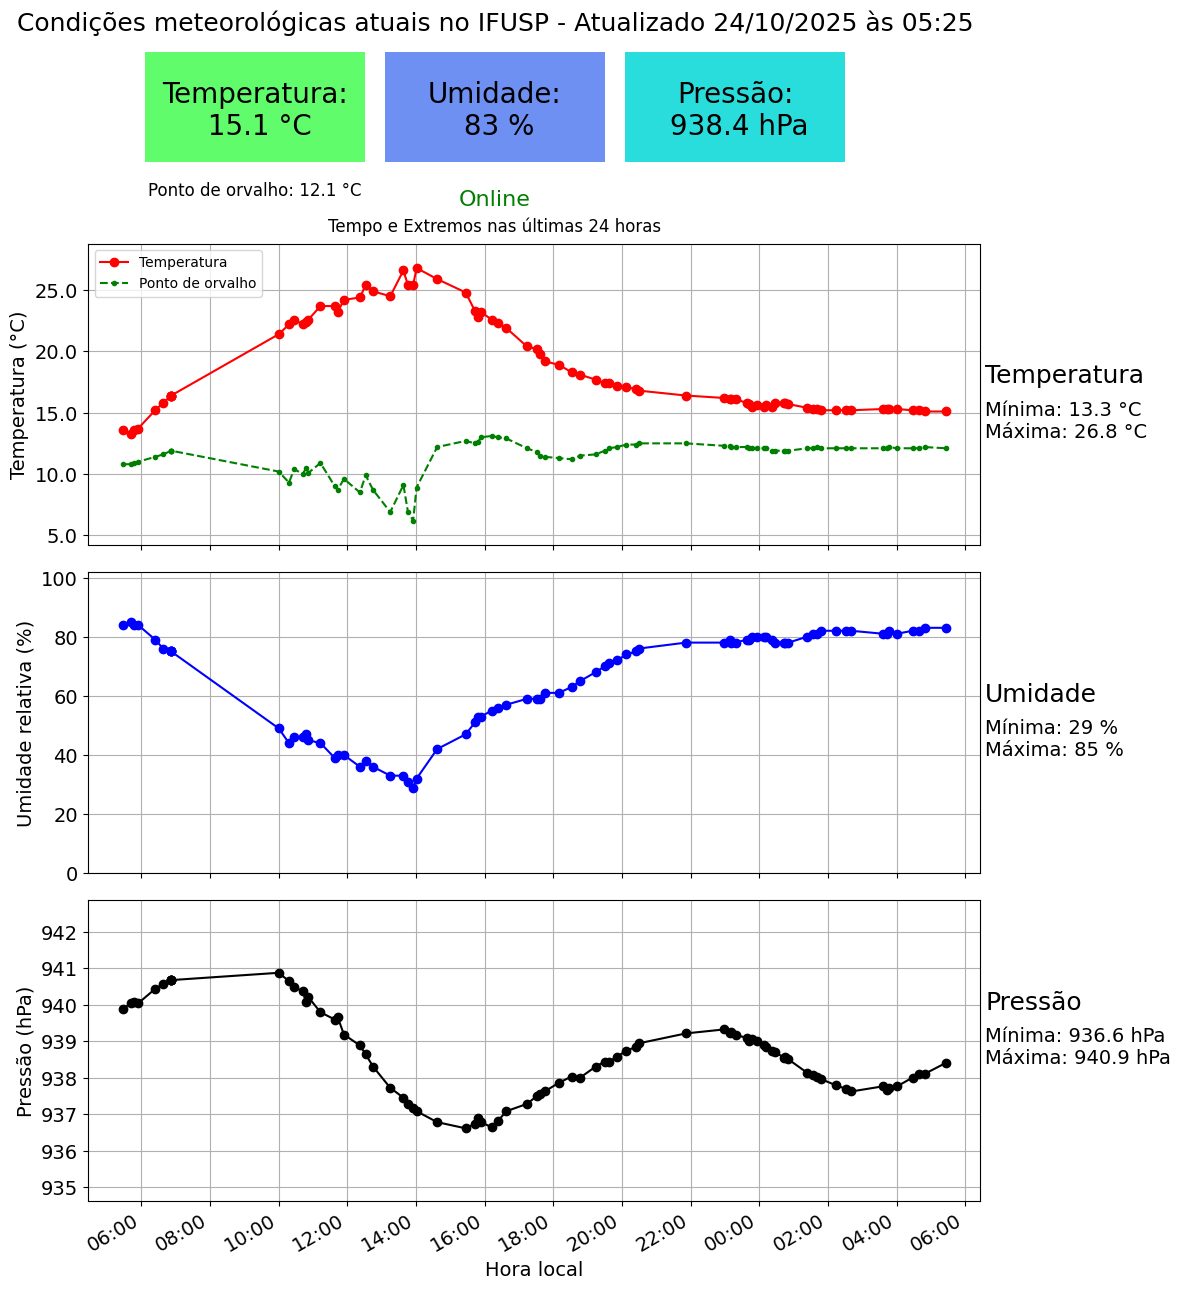 Condições meteorológicas atuais no IFUSP - Atualizado 24/10/2025 às 05:25
Temperatura:
15.1 °C
Umidade:
83 %
Pressão:
938.4 hPa
Ponto de orvalho: 12.1 °C
Online
Tempo e Extremos nas últimas 24 horas
Temperatura
Ponto de orvalho
Temperatura (°C)
25.0
20.0
15.0
10.0
5.0
Temperatura
Mínima: 13.3 °C
Máxima: 26.8 °C
Umidade relativa (%)
100
80
60
40
20
0
Umidade
Mínima: 29 %
Máxima: 85 %
Pressão (hPa)
942
941
940
939
938
937
936
935
Pressão
Mínima: 936.6 hPa
Máxima: 940.9 hPa
06:00 08:00 10:00 12:00 14:00 16:00 18:00 20:00 22:00 00:00 02:00 04:00 06:00
Hora local